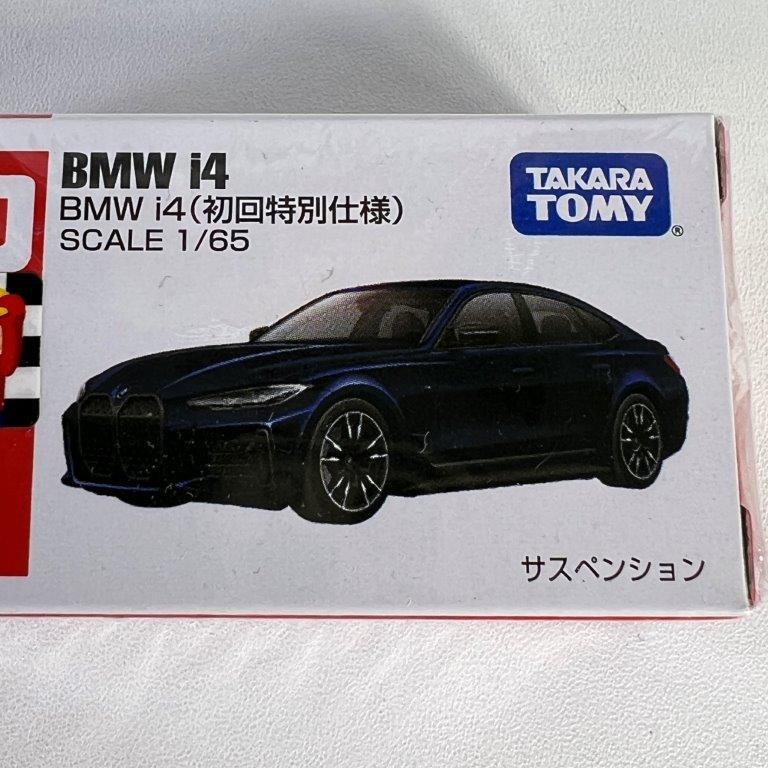 BMW i4
BMW i4(初回特別仕様)
SCALE 1/65
TAKARA
TOMY
®
サスペンション